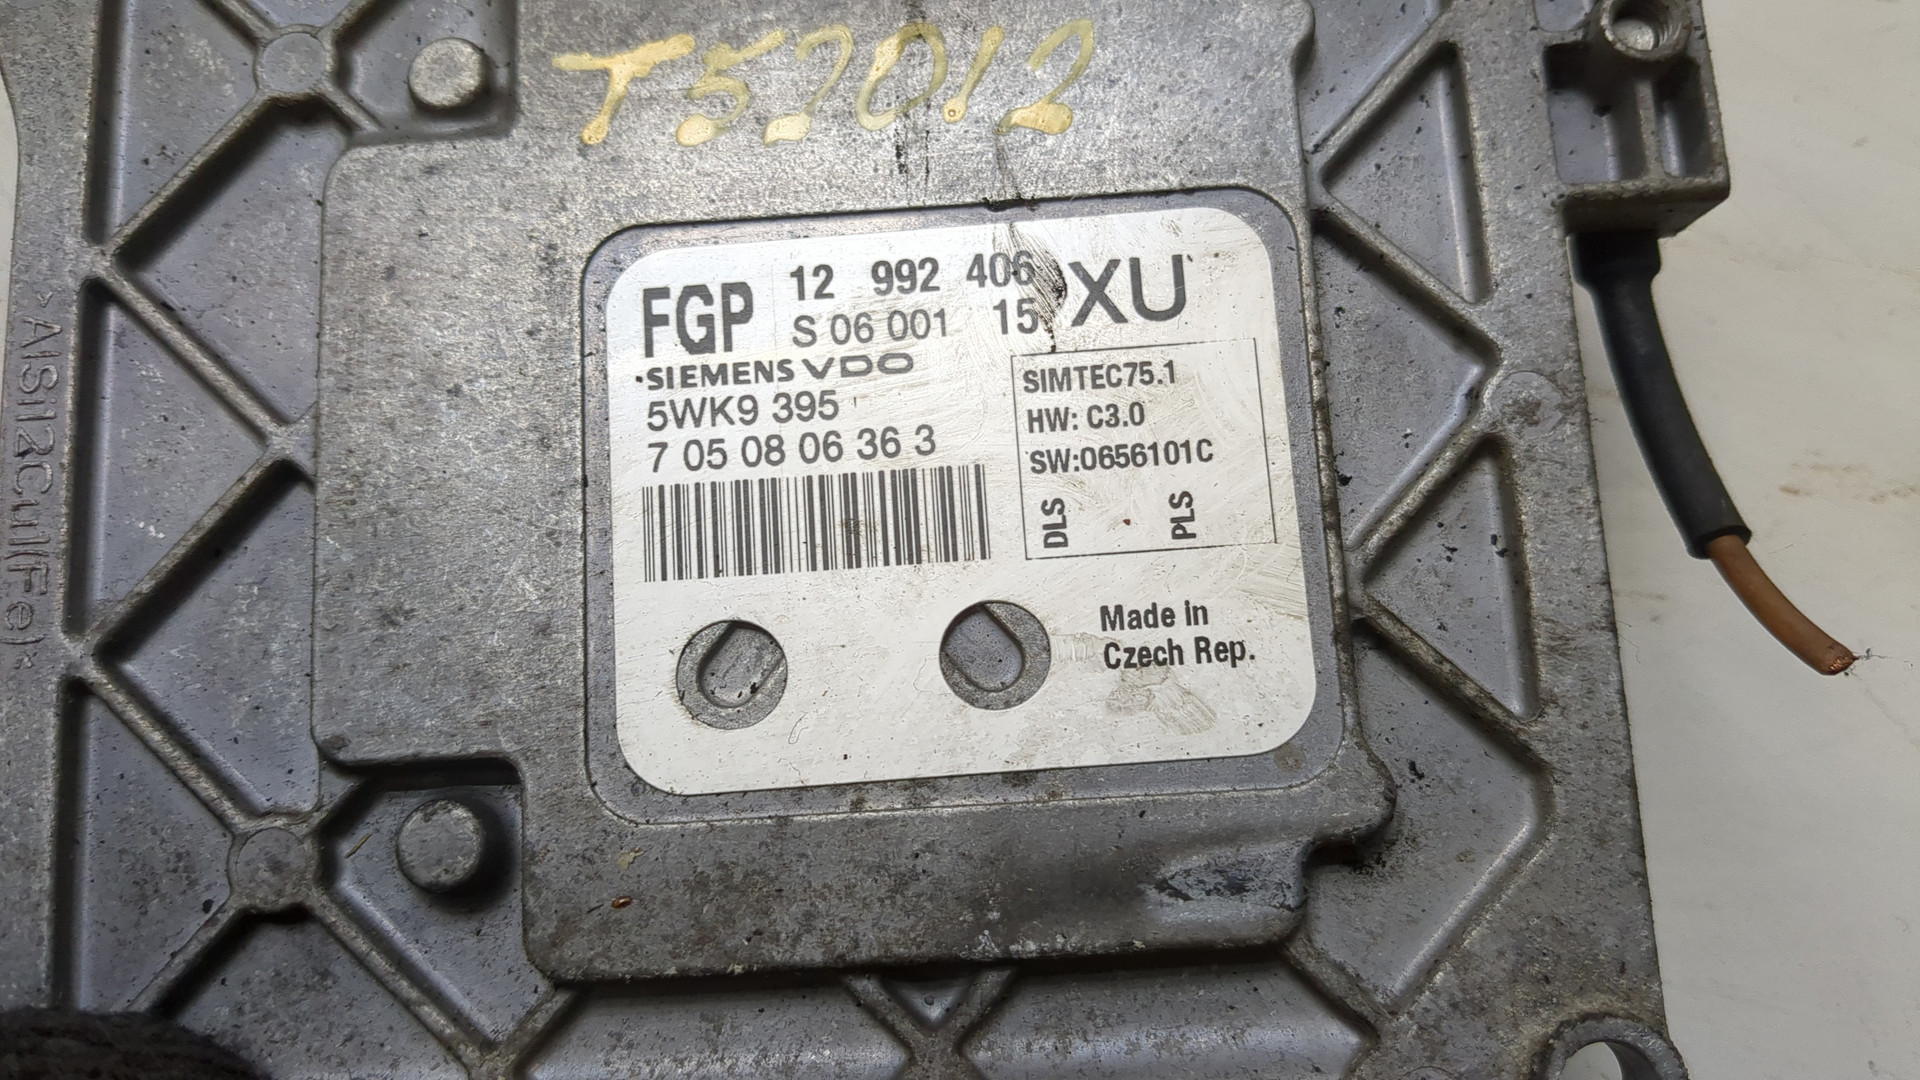 T52012
FGP
12 992 406
S 06 001 15
XU
SIEMENS VDO
5WK9 395
7 05 08 06 36 3
SIMTEC75.1
HW: C3.0
SW:0656101C
DLS
PLS
Made in
Czech Rep.
>AlSi12Cu1(Fe)<